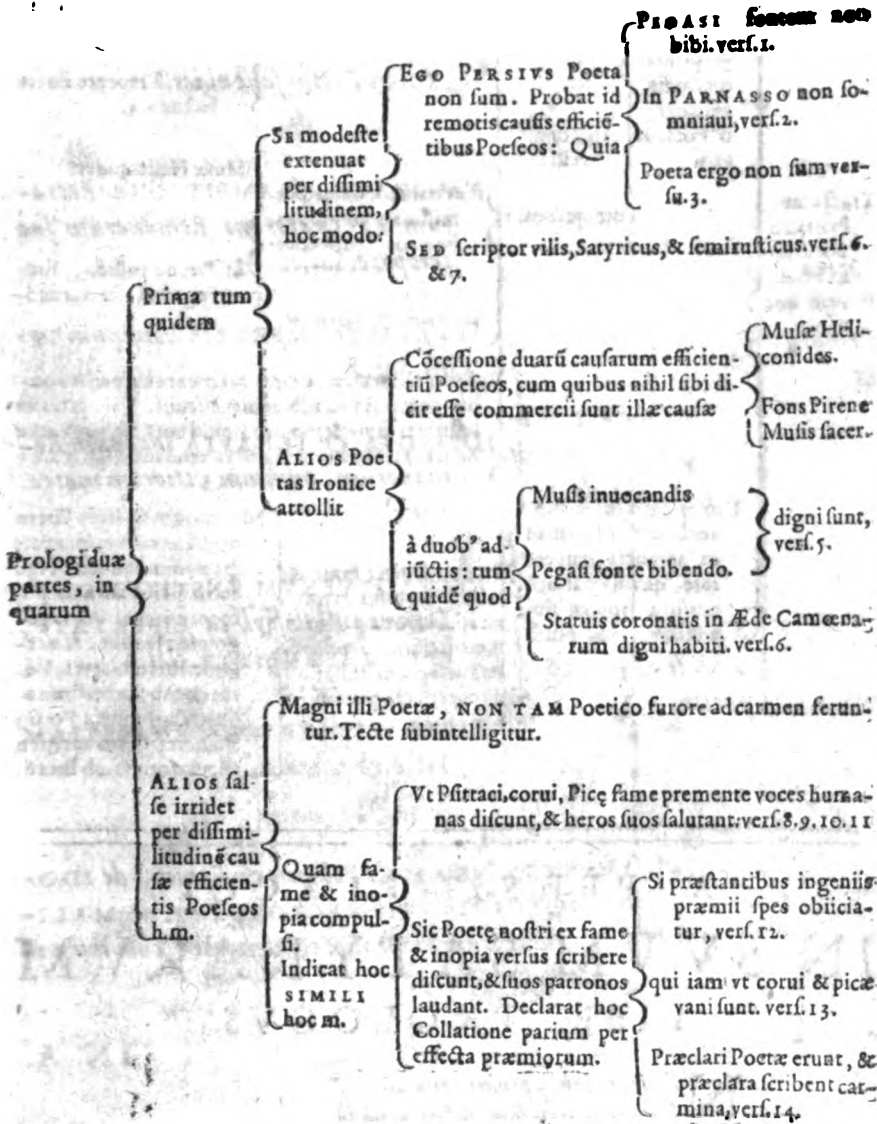 PEGASI fontem non
bibi. verſ. 1.
EGO PERSIVS Poeta
non ſum. Probat id
remotis cauſis efficiē-
tibus Poeſeos: Quia
In PARNASSO non ſo-
mniaui, verſ. 2.
Poeta ergo non ſum ver-
ſu. 3.
SE modeſte
extenuat
per diſſimi
litudinem,
hoc modo:
SED ſcriptor vilis, Satyricus, & ſemiruſticus. verſ. 6.
& 7.
Prima tum
quidem
Cōceſſione duarū cauſarum efficien-
tiū Poeſeos, cum quibus nihil ſibi di-
cit eſſe commercii ſunt illæ cauſæ
Muſæ Heli-
conides.
Fons Pirene
Muſis ſacer.
ALIOS Poe
tas Ironice
attollit
à duobꝰ ad-
iūctis: tum
quidē quod
Muſis inuocandis
Pegaſi fonte bibendo.
digni ſunt,
verſ. 5.
Statuis coronatis in Æde Camœna-
rum digni habiti. verſ. 6.
Prologi duæ
partes, in
quarum
Magni illi Poetæ, NON TAM Poetico furore ad carmen ferun-
tur. Tecte ſubintelligitur.
ALIOS ſal-
ſe irridet
per diſſimi-
litudinē cau
ſæ efficien-
tis Poeſeos
h.m.
Quam fa-
me & ino-
pia compul-
ſi.
Indicat hoc
SIMILI
hoc m.
Vt Pſittaci, corui, Picę fame premente voces huma-
nas diſcunt, & heros ſuos ſalutant: verſ. 8. 9. 10. 11
Sic Poetę noſtri ex fame
& inopia verſus ſcribere
diſcunt, & ſuos patronos
laudant. Declarat hoc
Collatione parium per
effecta præmiorum.
Si præſtantibus ingeniis
præmii ſpes obiicia-
tur, verſ. 12.
qui iam vt corui & picæ
vani ſunt. verſ. 13.
Præclari Poetæ erunt, &
præclara ſcribent car-
mina, verſ. 14.